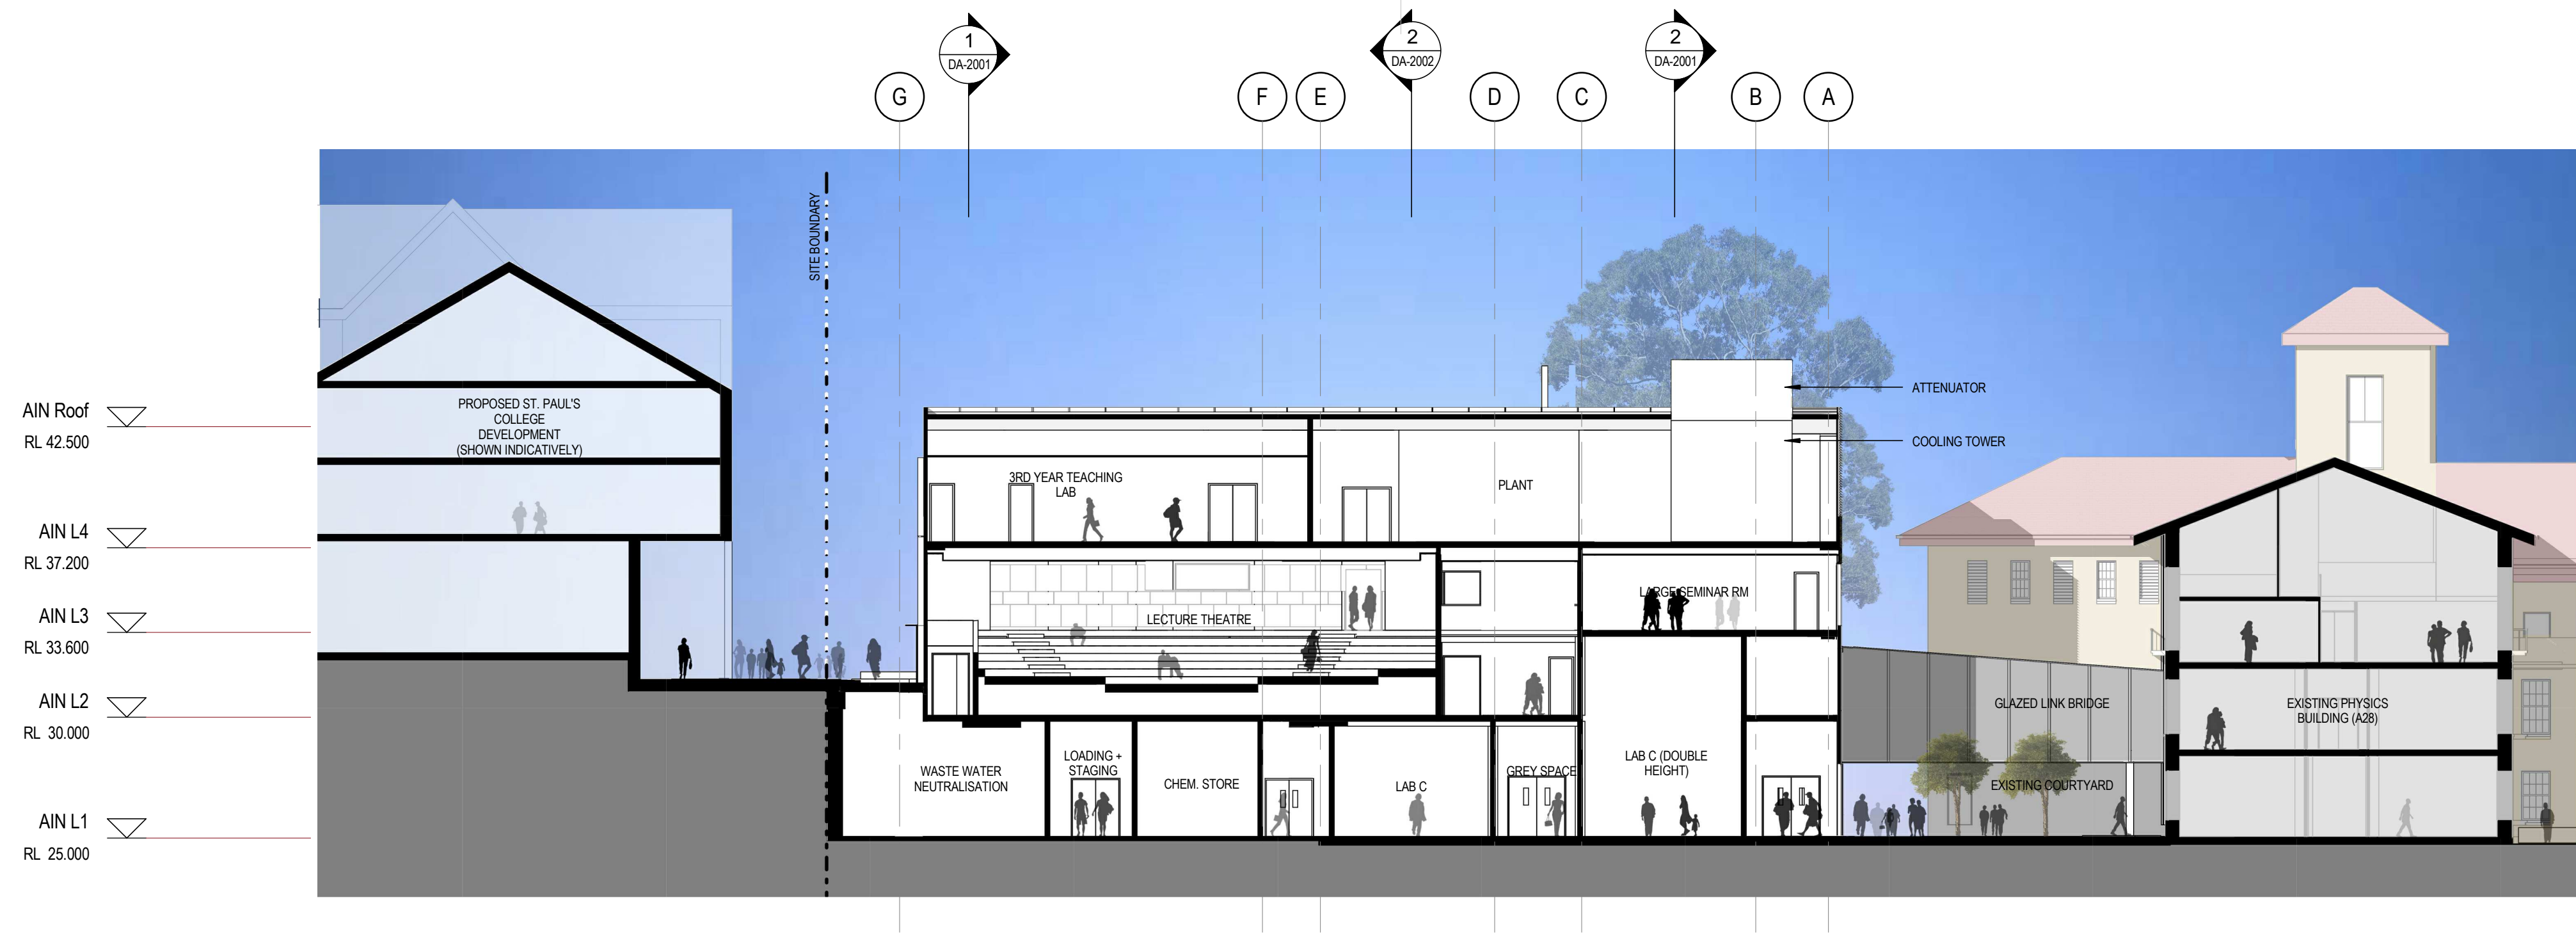 1
DA-2001
2
DA-2002
2
DA-2001
G
F
E
D
C
B
A
SITE BOUNDARY
AIN Roof
RL 42.500
AIN L4
RL 37.200
AIN L3
RL 33.600
AIN L2
RL 30.000
AIN L1
RL 25.000
PROPOSED ST. PAUL'S
COLLEGE
DEVELOPMENT
(SHOWN INDICATIVELY)
ATTENUATOR
COOLING TOWER
3RD YEAR TEACHING
LAB
PLANT
LECTURE THEATRE
LARGE SEMINAR RM
WASTE WATER
NEUTRALISATION
LOADING +
STAGING
CHEM. STORE
LAB C
GREY SPACE
LAB C (DOUBLE
HEIGHT)
GLAZED LINK BRIDGE
EXISTING COURTYARD
EXISTING PHYSICS
BUILDING (A28)